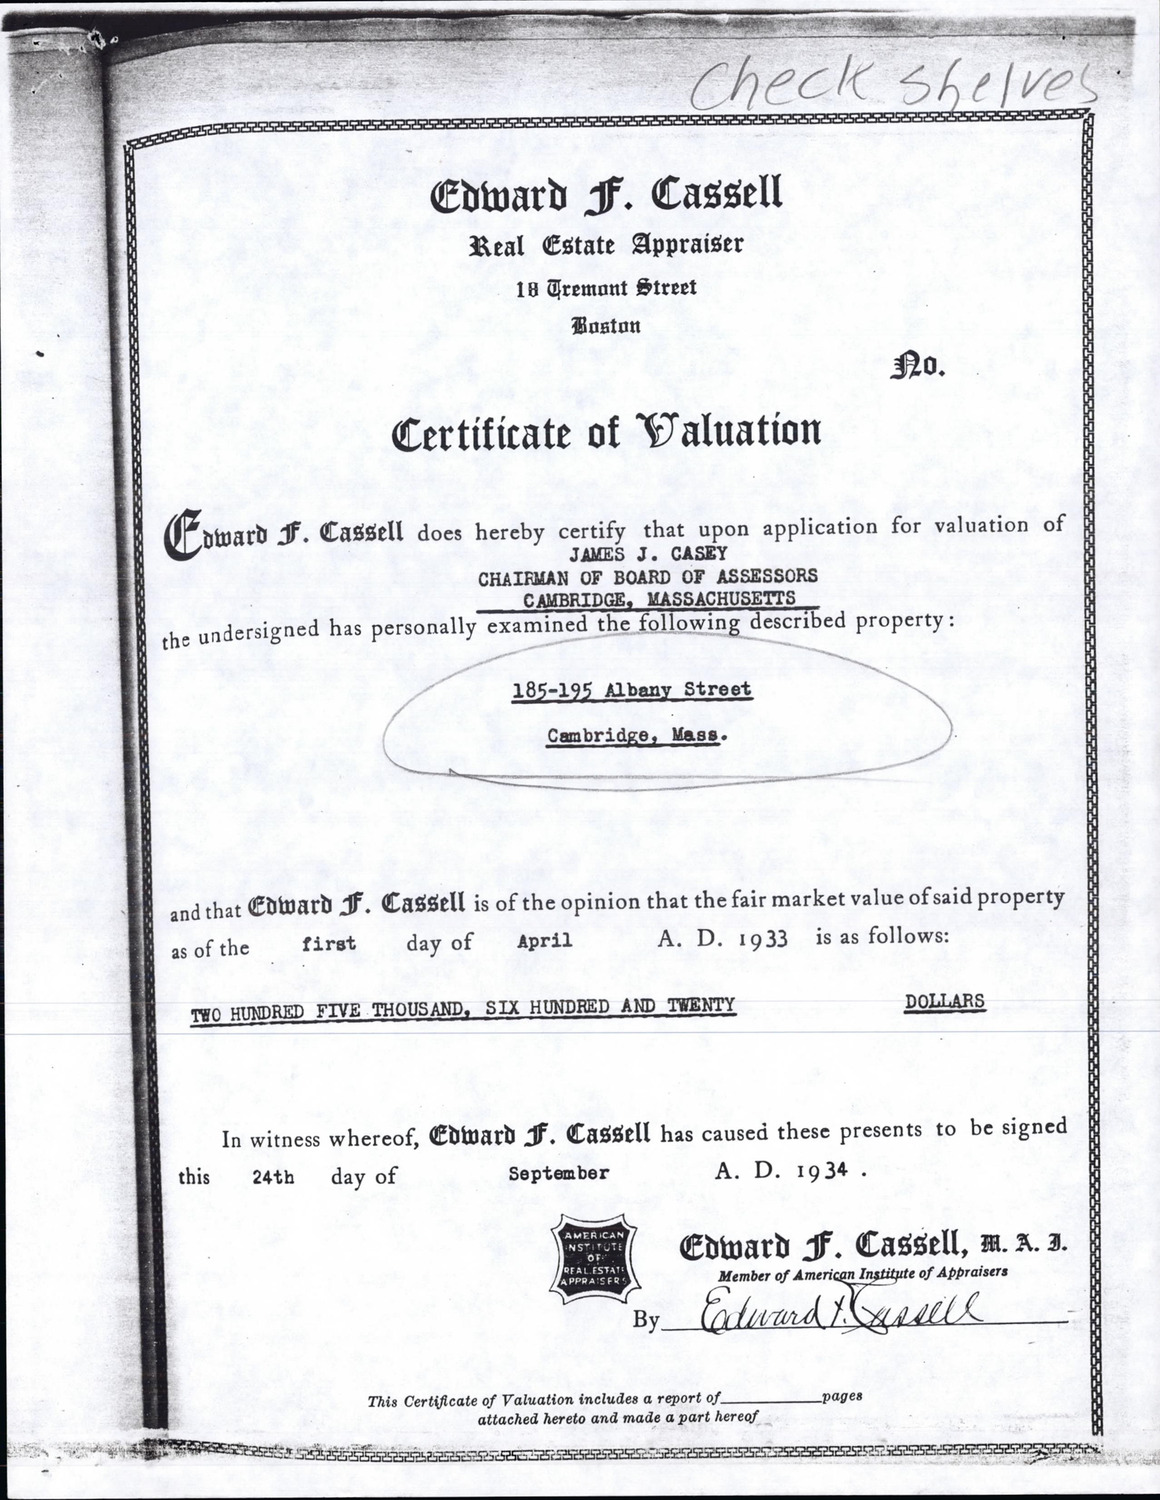 Check shelves
Edward F. Cassell
Real Estate Appraiser
18 Tremont Street
Boston
No.
Certificate of Valuation
Edward F. Cassell does hereby certify that upon application for valuation of
JAMES J. CASEY
CHAIRMAN OF BOARD OF ASSESSORS
CAMBRIDGE, MASSACHUSETTS
the undersigned has personally examined the following described property:
185-195 Albany Street
Cambridge, Mass.
and that Edward F. Cassell is of the opinion that the fair market value of said property
as of the first day of April A. D. 1933 is as follows:
TWO HUNDRED FIVE THOUSAND, SIX HUNDRED AND TWENTY DOLLARS
In witness whereof, Edward F. Cassell has caused these presents to be signed
this 24th day of September A. D. 1934.
AMERICAN
INSTITUTE
OF
REAL ESTATE
APPRAISERS
Edward F. Cassell, M. A. I.
Member of American Institute of Appraisers
By Edward F. Cassell
This Certificate of Valuation includes a report of pages
attached hereto and made a part hereof